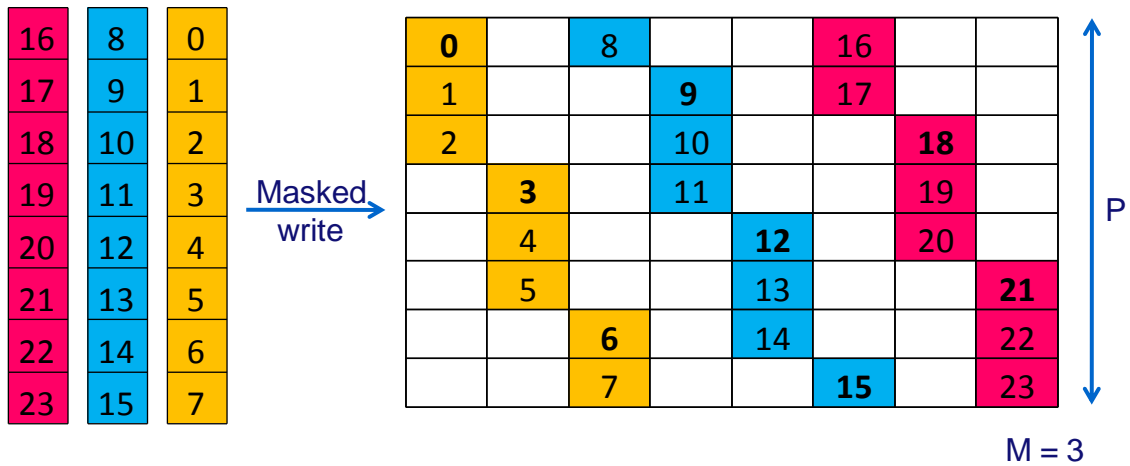 16 8 0 0 8 16
17 9 1 1 9 17
18 10 2 2 10 18
19 11 3 3 11 19
20 12 4 4 12 20
21 13 5 5 13 21
22 14 6 6 14 22
23 15 7 7 15 23
Masked
write
P
M = 3